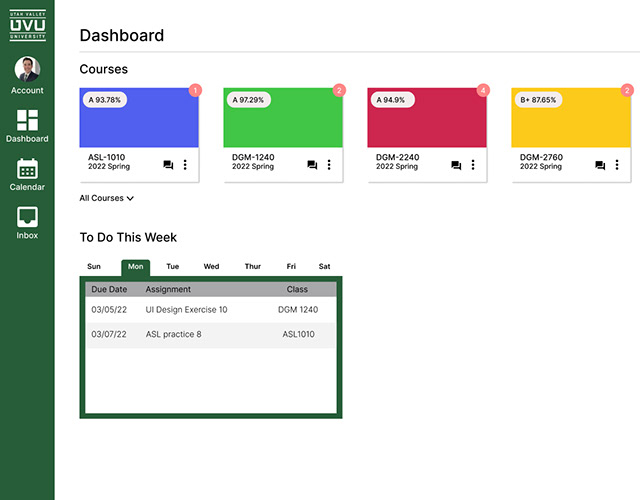 UTAH VALLEY
UVU
UNIVERSITY
Account
Dashboard
Calendar
Inbox
Dashboard
Courses
A 93.78%
1
A 97.29%
2
A 94.9%
4
B+ 87.65%
2
ASL-1010
2022 Spring
DGM-1240
2022 Spring
DGM-2240
2022 Spring
DGM-2760
2022 Spring
All Courses
To Do This Week
Sun Mon Tue Wed Thur Fri Sat
Due Date Assignment Class
03/05/22 UI Design Exercise 10 DGM 1240
03/07/22 ASL practice 8 ASL1010